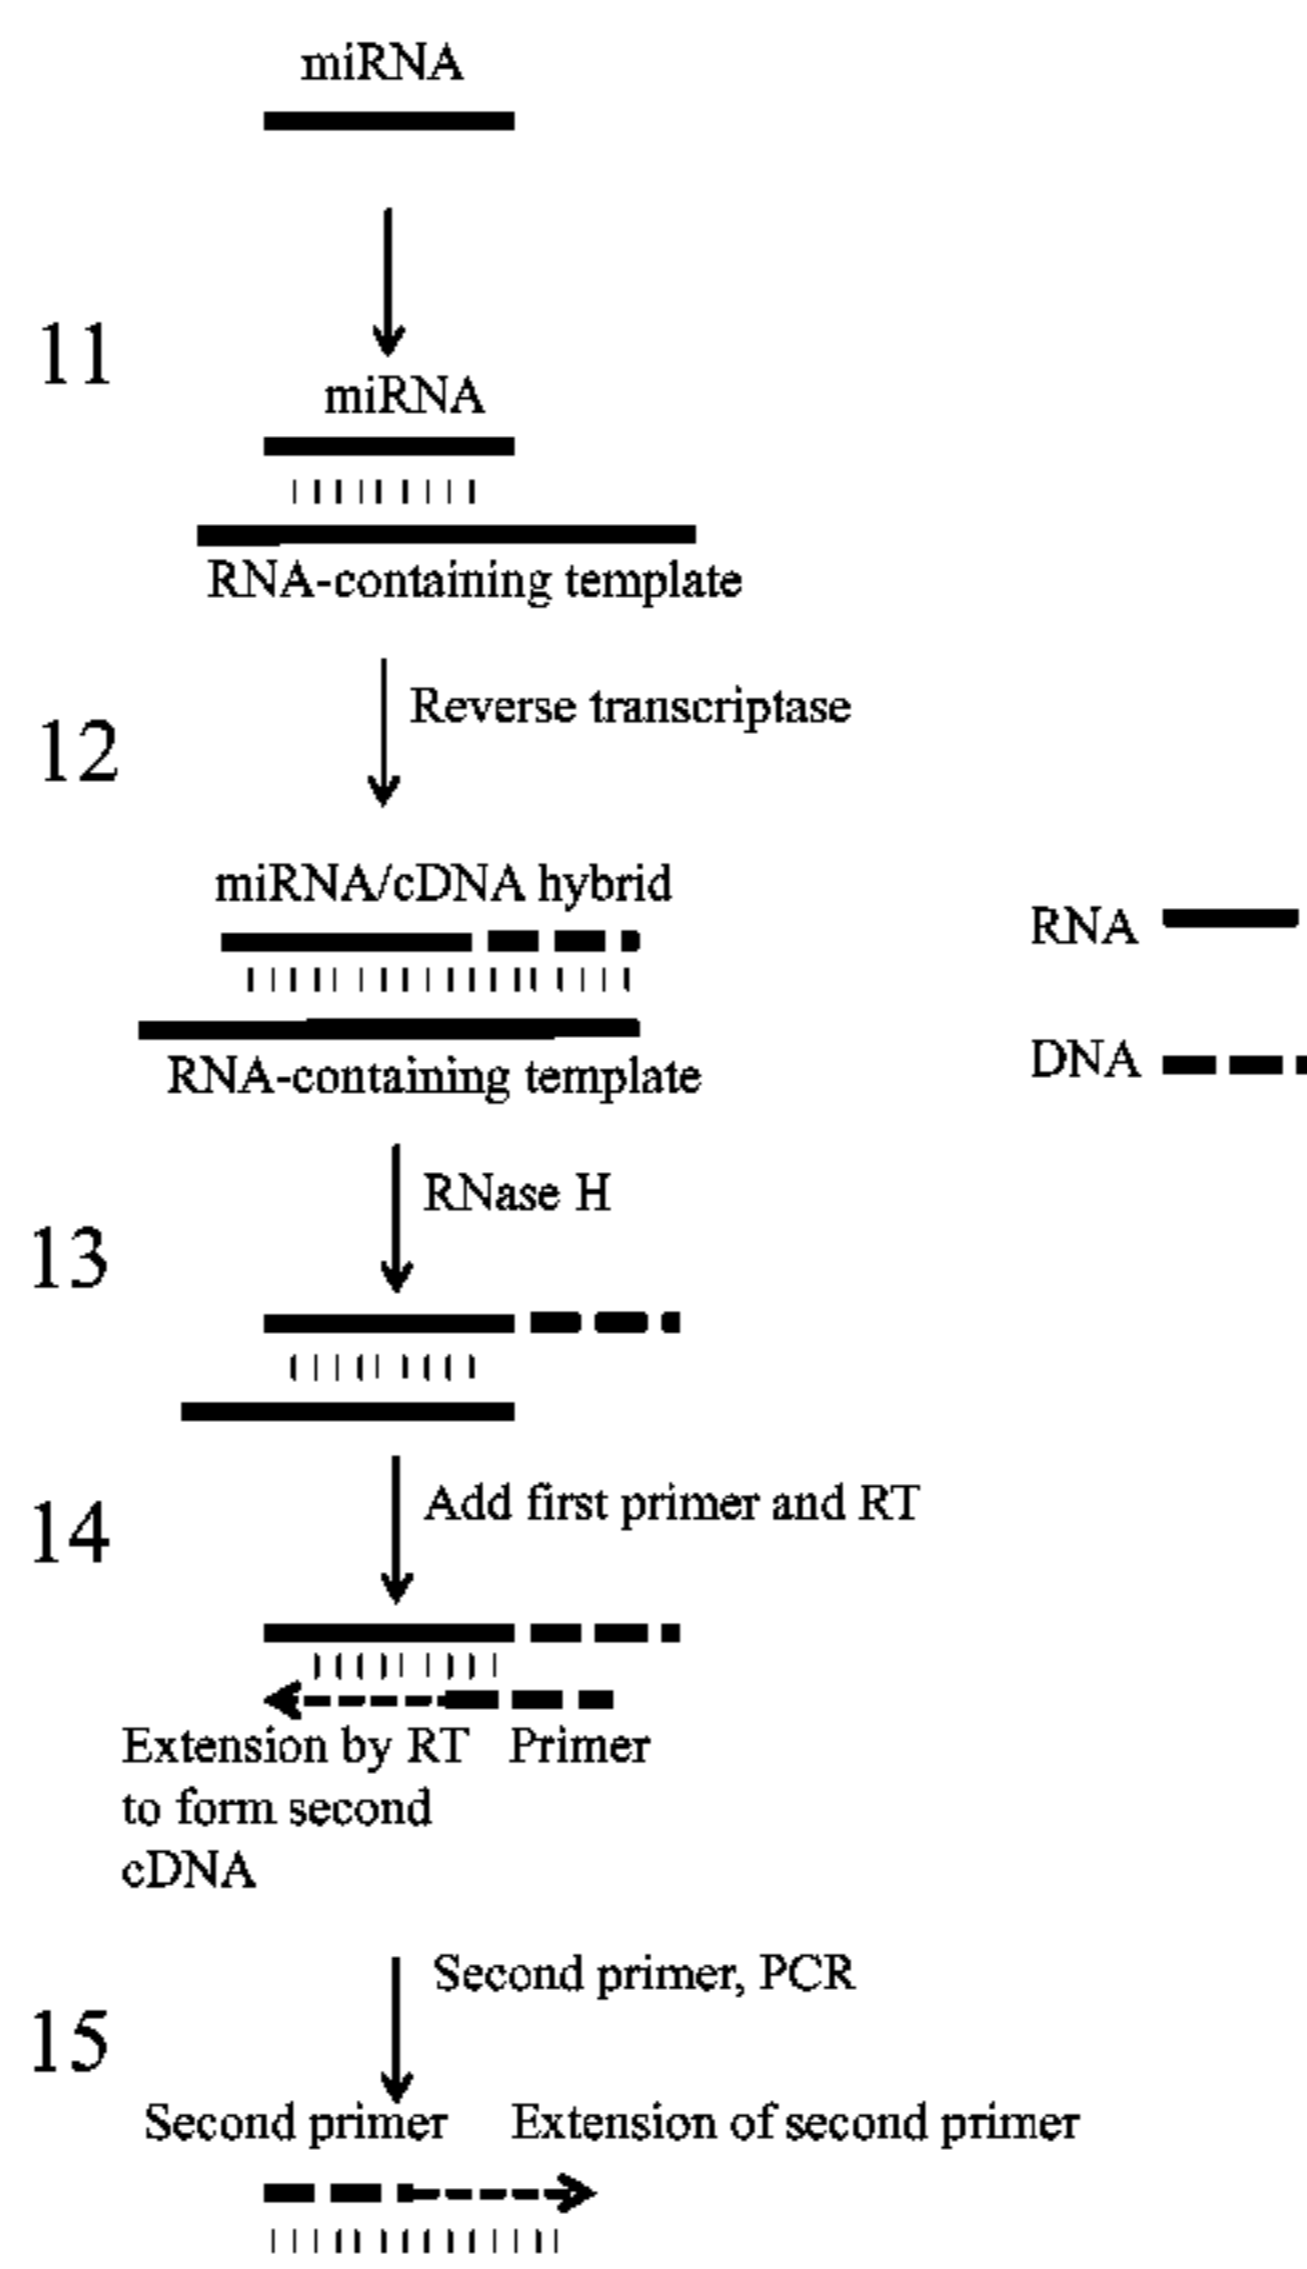 miRNA
11
miRNA
RNA-containing template
Reverse transcriptase
12
miRNA/cDNA hybrid
RNA
RNA-containing template
DNA
RNase H
13
Add first primer and RT
14
Extension by RT Primer
to form second
cDNA
Second primer, PCR
15
Second primer Extension of second primer